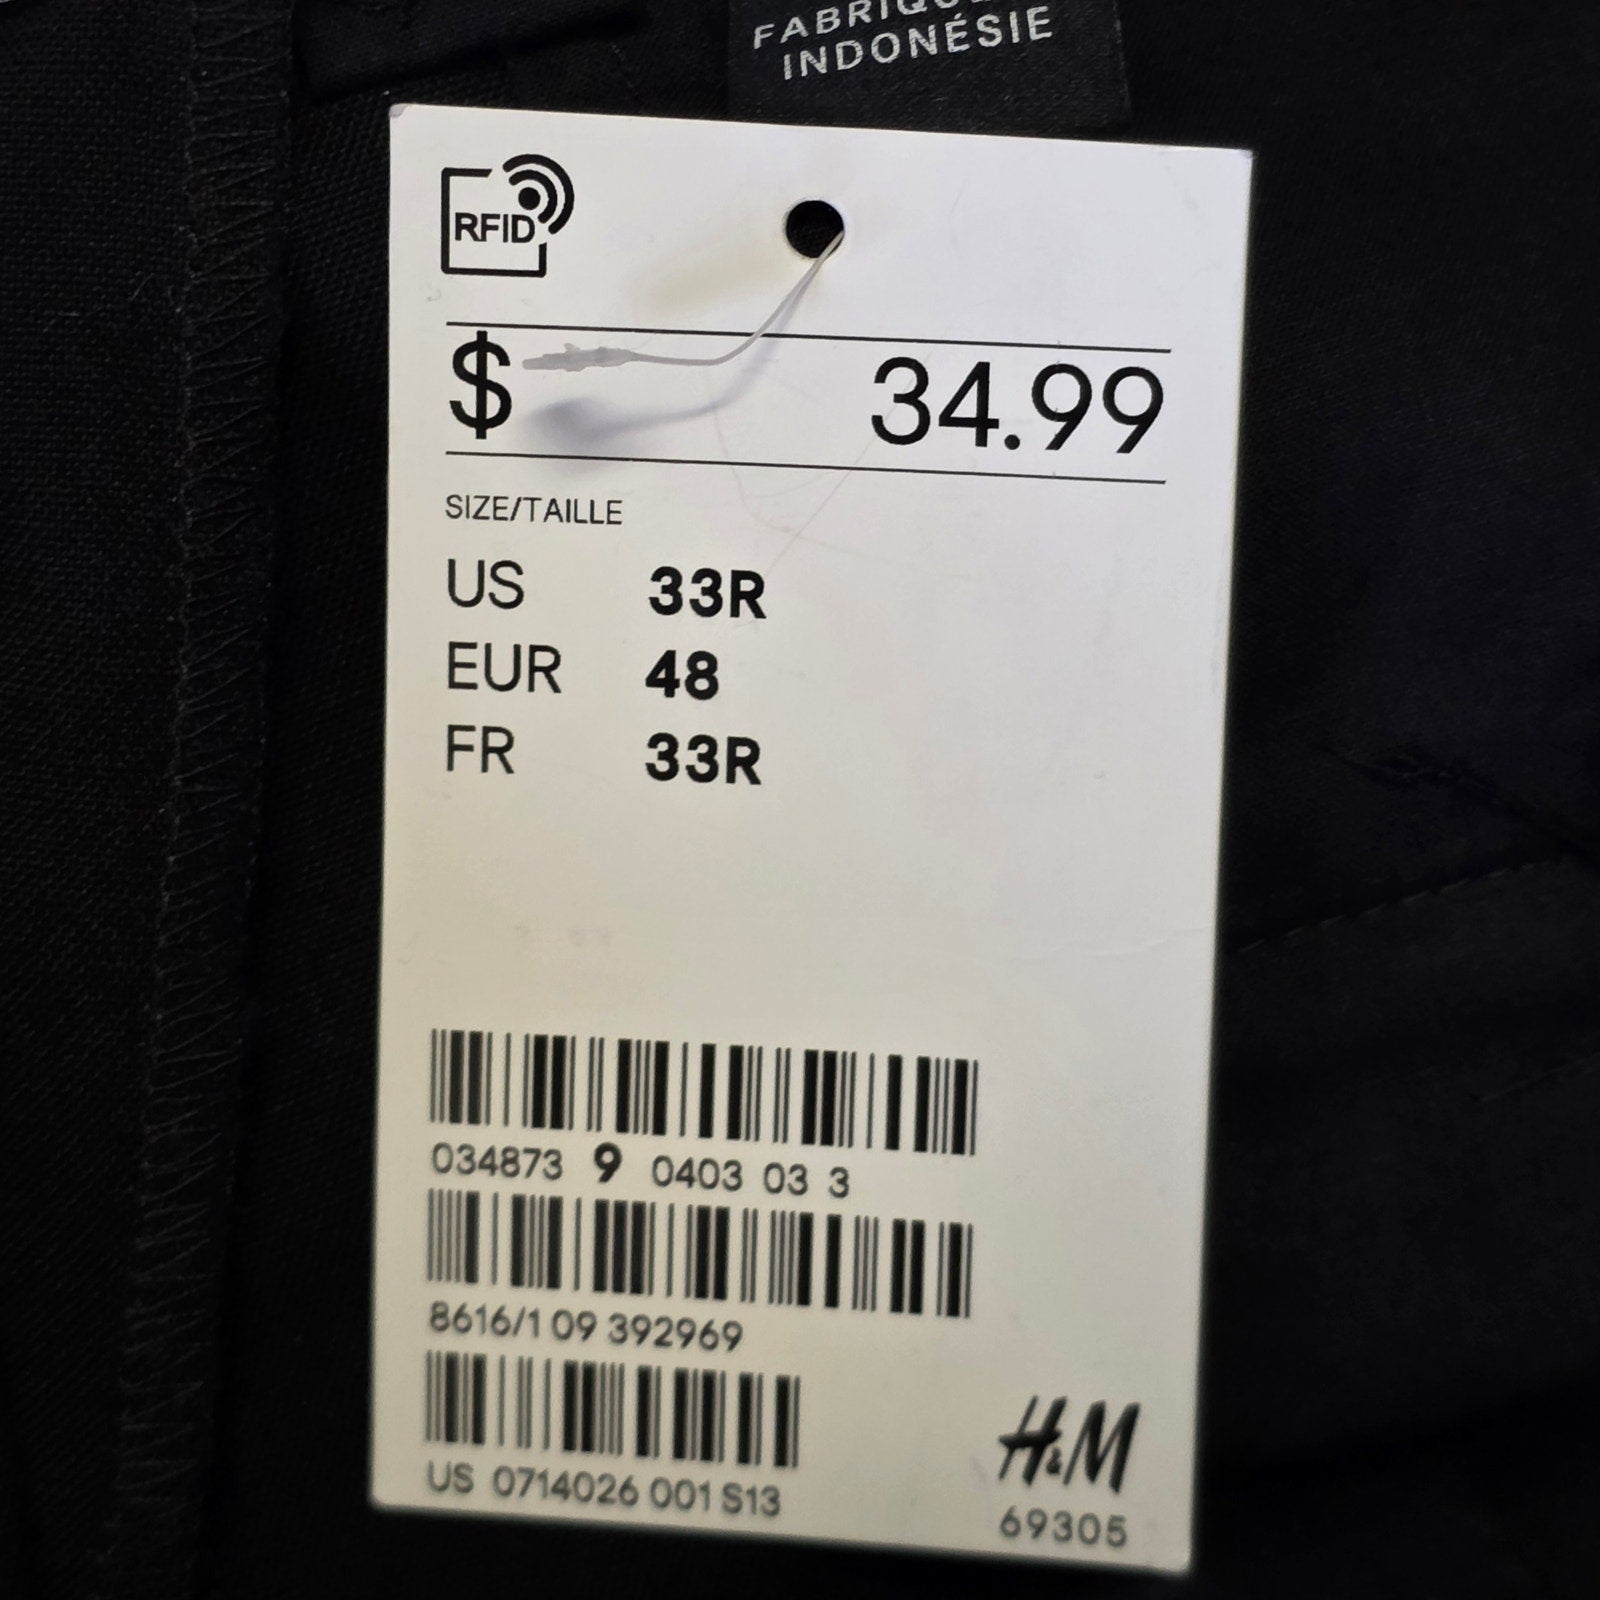 INDONÉSIE
RFID
$ 34.99
SIZE/TAILLE
US 33R
EUR 48
FR 33R
034873 9 0403 03 3
8616/1 09 392969
US 0714026 001 S13
H&M
69305